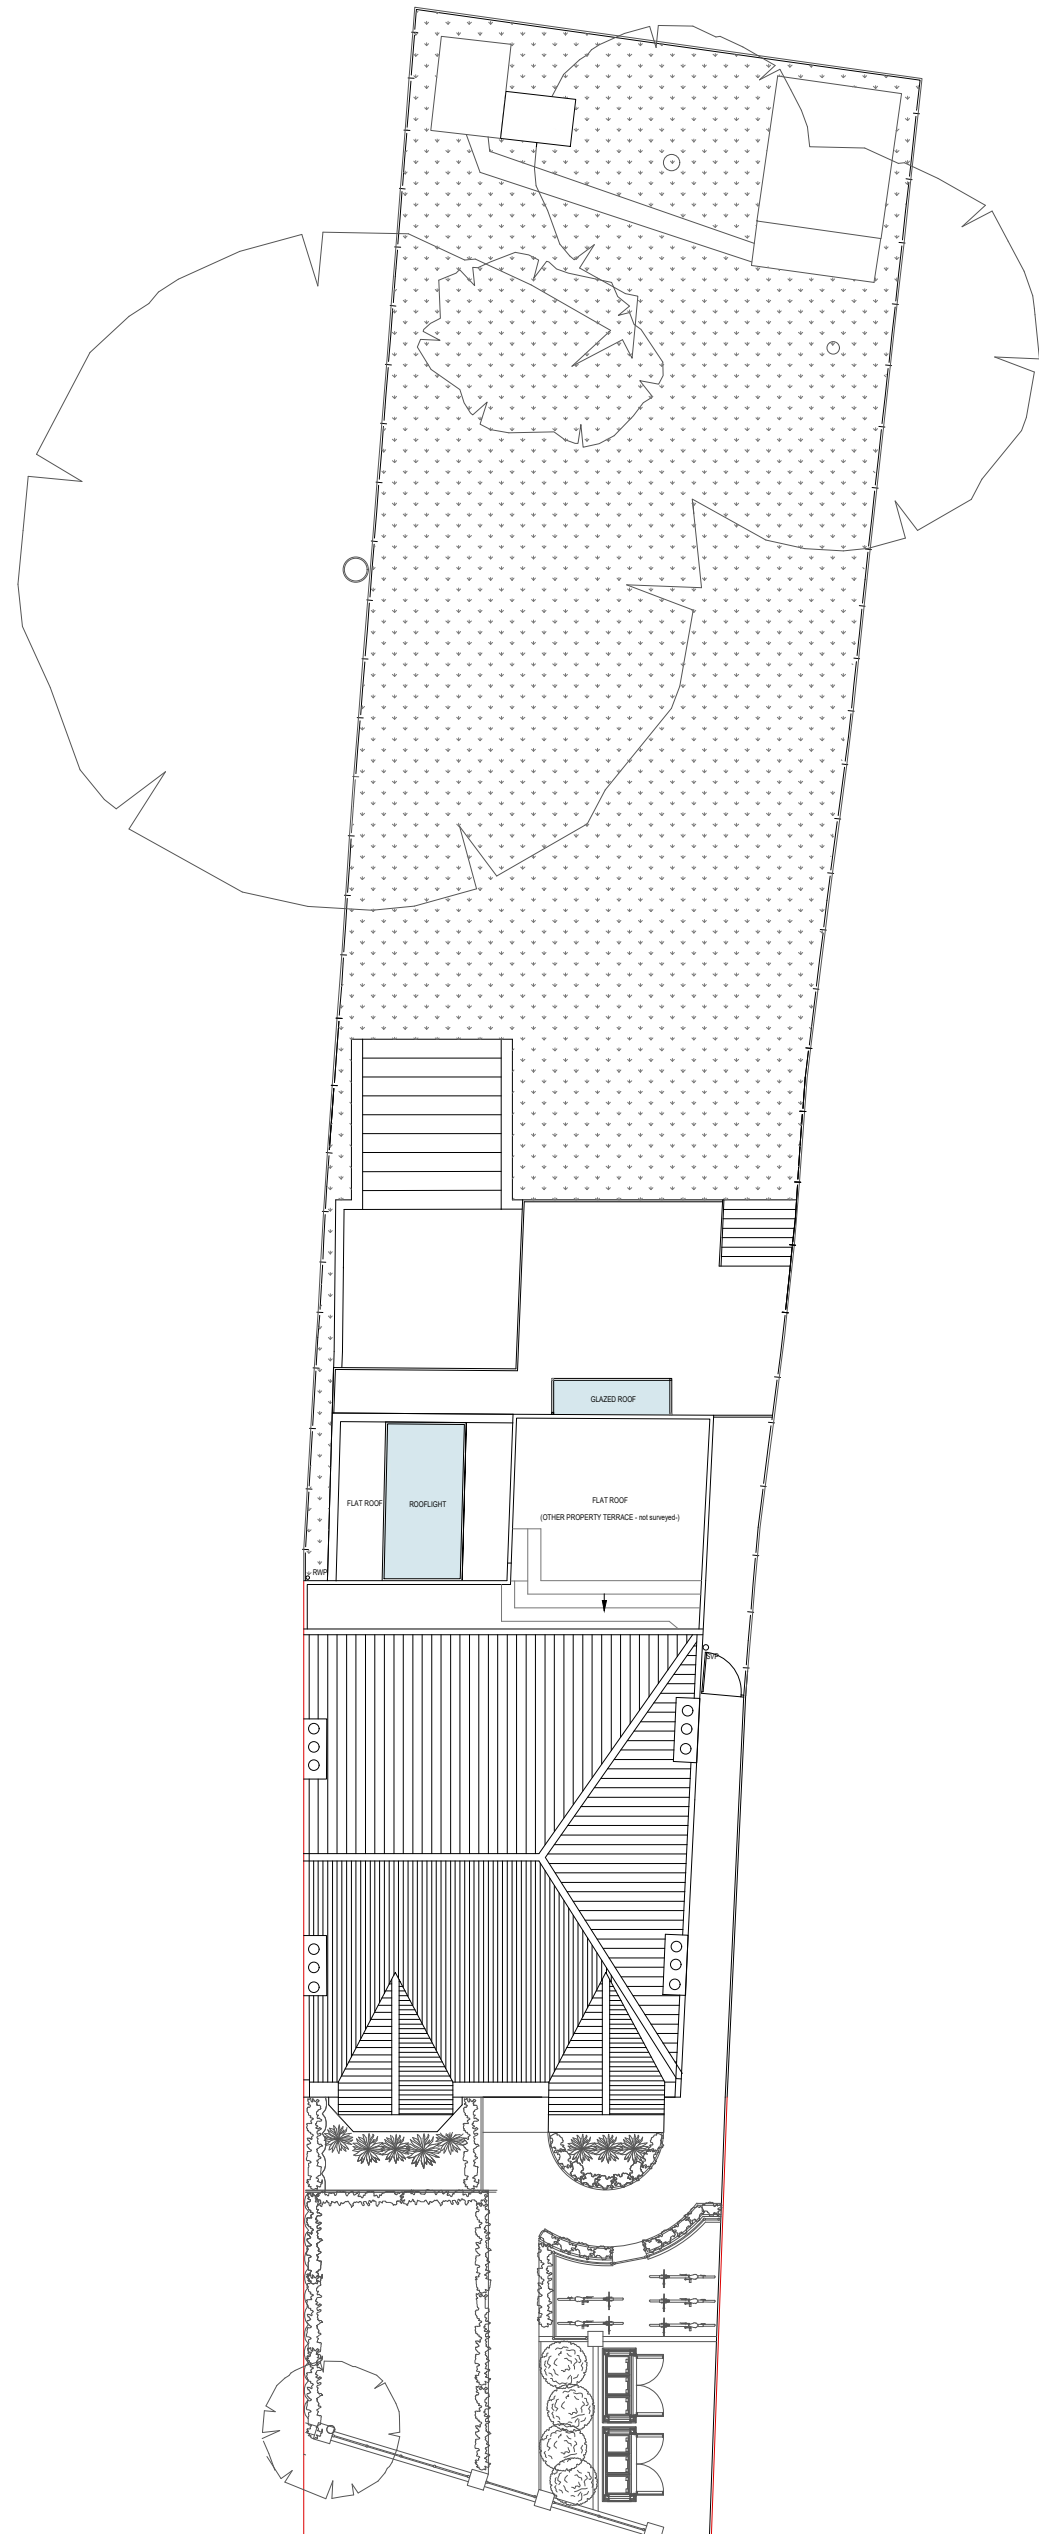 GLAZED ROOF
FLAT ROOF
ROOFLIGHT
FLAT ROOF
(OTHER PROPERTY TERRACE - not surveyed-)
RWP
SVP